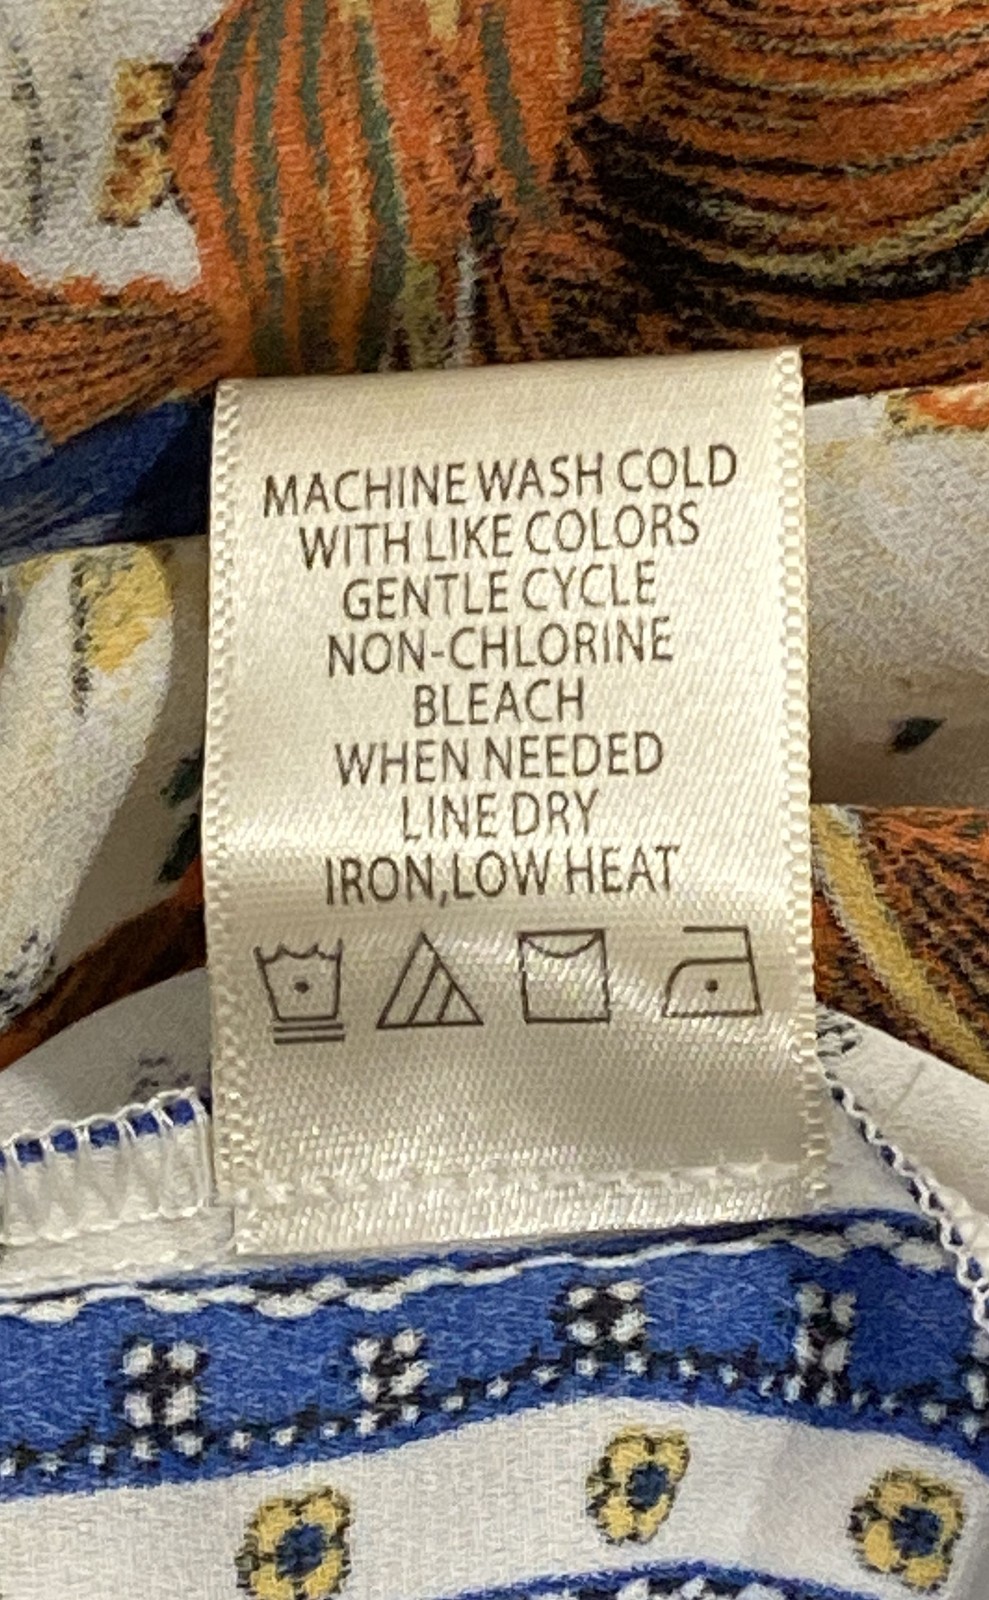 MACHINE WASH COLD
WITH LIKE COLORS
GENTLE CYCLE
NON-CHLORINE
BLEACH
WHEN NEEDED
LINE DRY
IRON,LOW HEAT